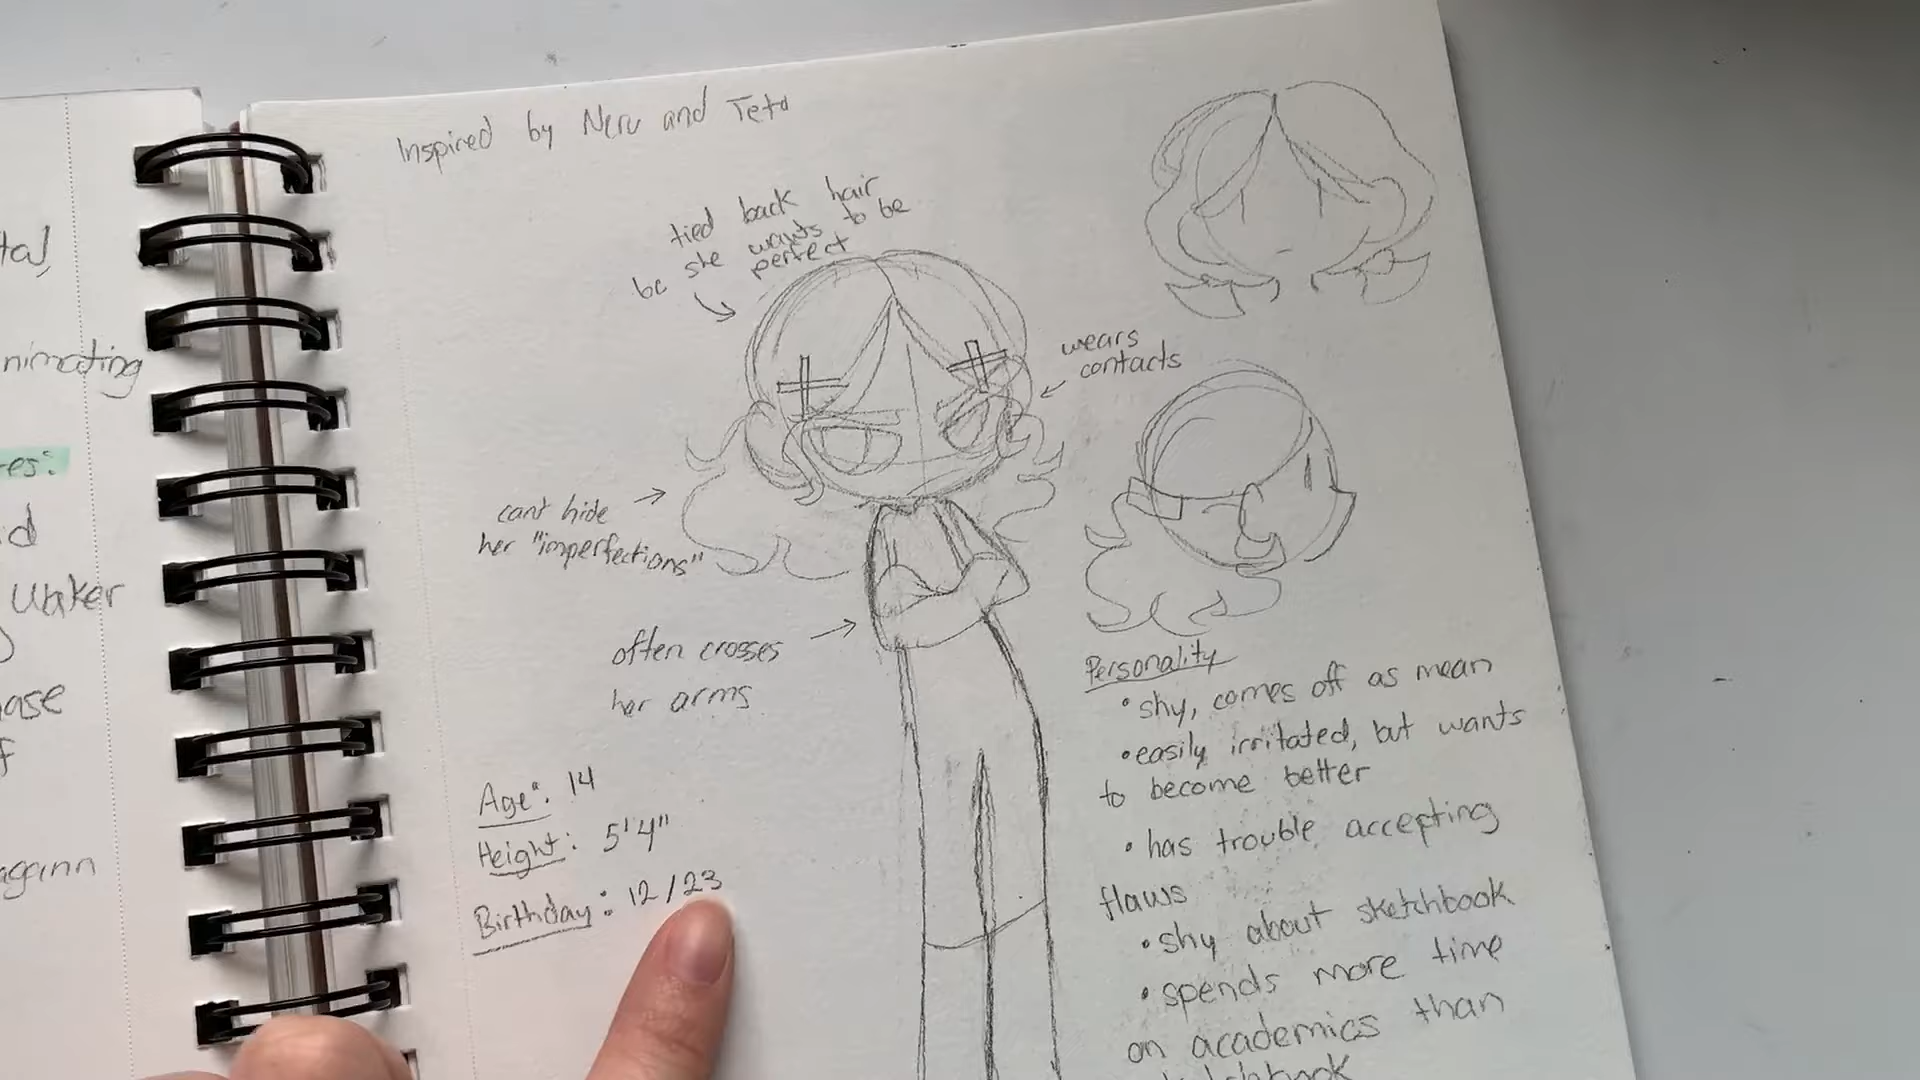 Inspired by Neru and Teto
tied back hair
bc she wants to be
perfect
wears
contacts
cant hide
her "imperfections"
often crosses
her arms
Age: 14
Height: 5'4"
Birthday: 12/23
Personality
• shy, comes off as mean
• easily irritated, but wants
to become better
• has trouble accepting
flaws
• shy about sketchbook
• spends more time
on academics than
sketchbook
nimating
es:
d
waker
ase
f
agann